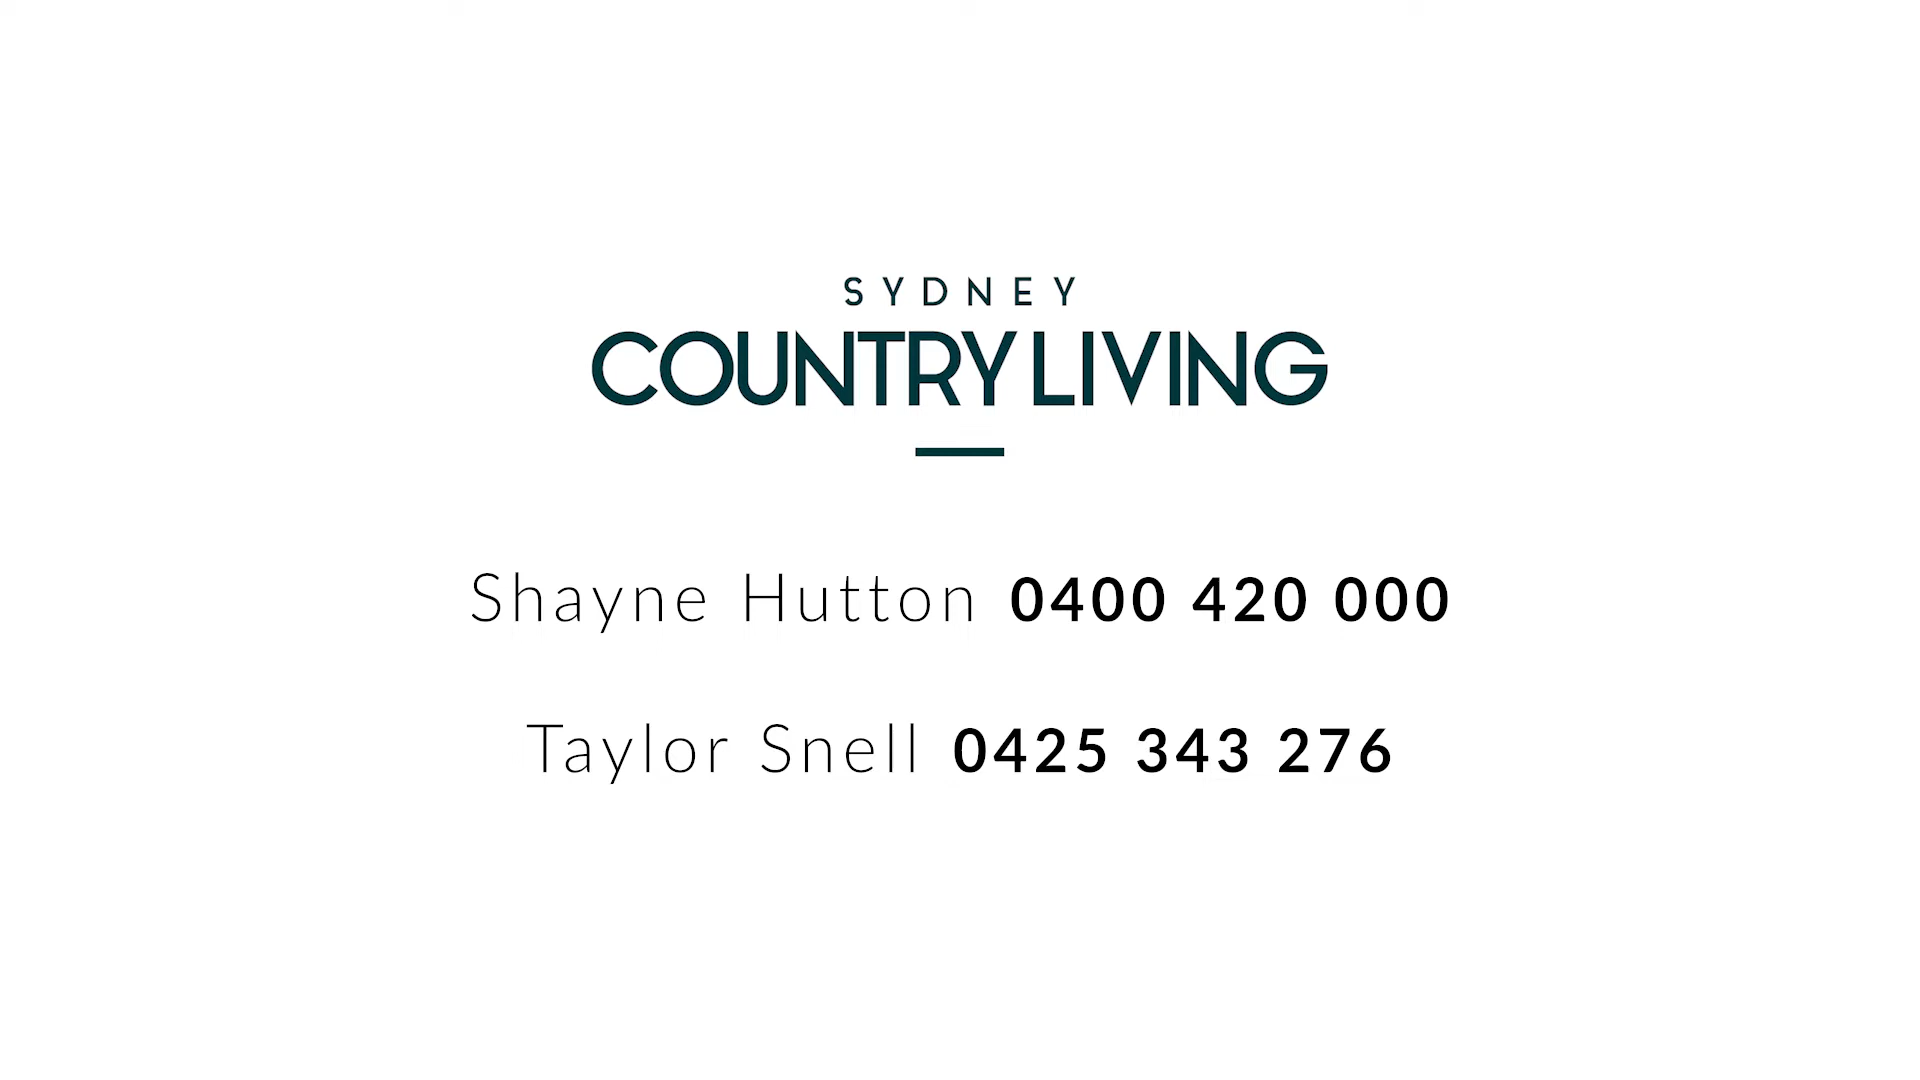 SYDNEY
COUNTRY LIVING
Shayne Hutton 0400 420 000
Taylor Snell 0425 343 276